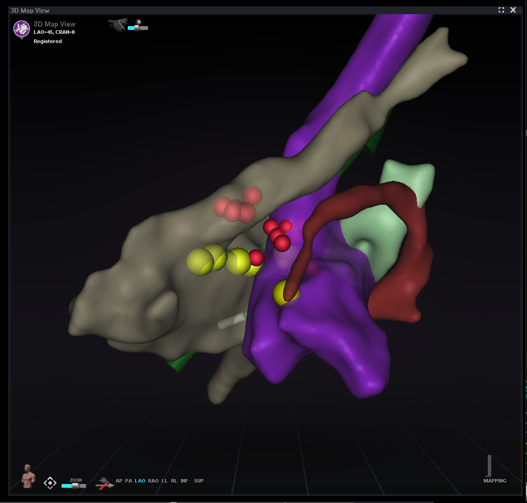 3D Map View
3D Map View
LAO=45, CRAN=8
Registered
ZOOM
AP PA LAO RAO LL RL INF SUP
MAPPING